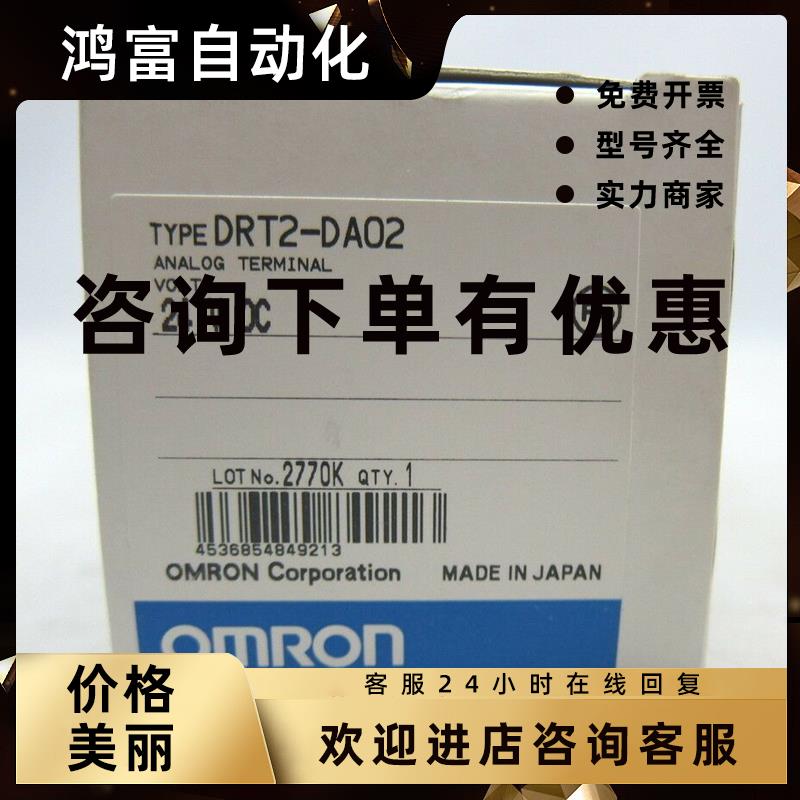 鸿富自动化
免费开票
型号齐全
实力商家
TYPE DRT2-DA02
ANALOG TERMINAL
咨询下单有优惠
LOT No. 2770K QTY. 1
4536854849213
OMRON Corporation MADE IN JAPAN
OMRON
价格
美丽
客服24小时在线回复
欢迎进店咨询客服